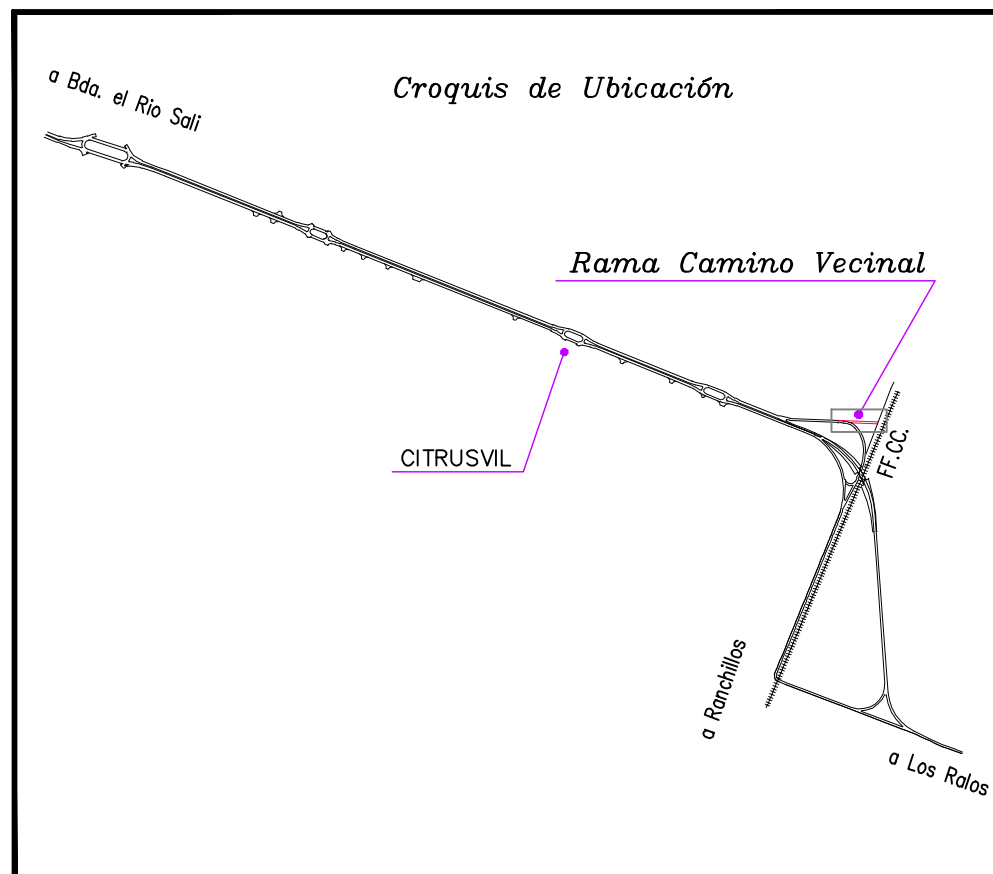 Croquis de Ubicación
a Bda. el Rio Sali
Rama Camino Vecinal
CITRUSVIL
FF.CC.
a Ranchillos
a Los Ralos